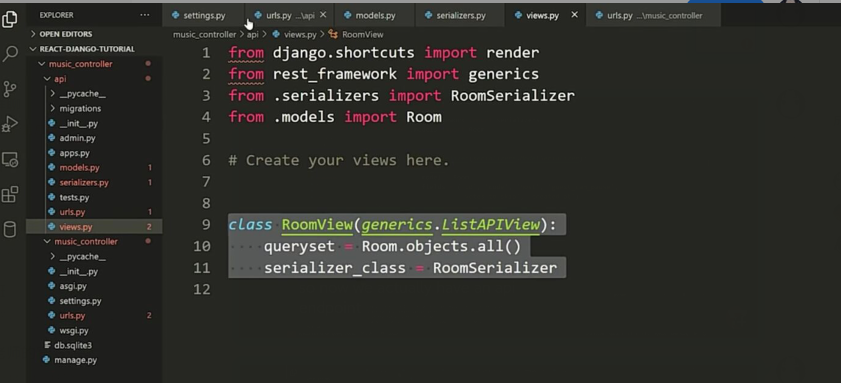 EXPLORER
OPEN EDITORS
REACT-DJANGO-TUTORIAL
music_controller
api
__pycache__
migrations
__init__.py
admin.py
apps.py
models.py 1
serializers.py 1
tests.py
urls.py 1
views.py 2
music_controller
__pycache__
__init__.py
asgi.py
settings.py
urls.py 2
wsgi.py
db.sqlite3
manage.py
settings.py urls.py ...\api models.py serializers.py views.py urls.py ...\music_controller
music_controller > api > views.py > RoomView
1 from django.shortcuts import render
2 from rest_framework import generics
3 from .serializers import RoomSerializer
4 from .models import Room
5
6 # Create your views here.
7
8
9 class RoomView(generics.ListAPIView):
10 queryset = Room.objects.all()
11 serializer_class = RoomSerializer
12